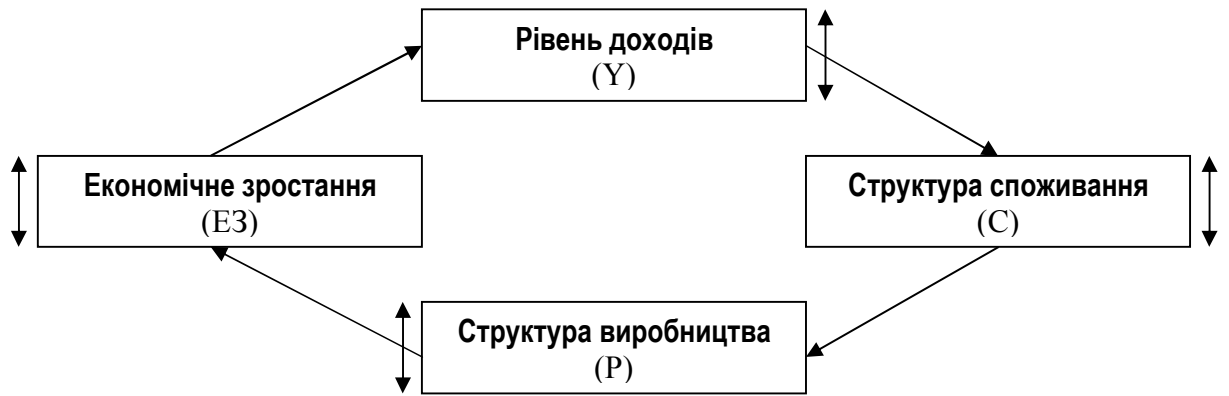 Рівень доходів
(Y)
Економічне зростання
(ЕЗ)
Структура споживання
(C)
Структура виробництва
(P)